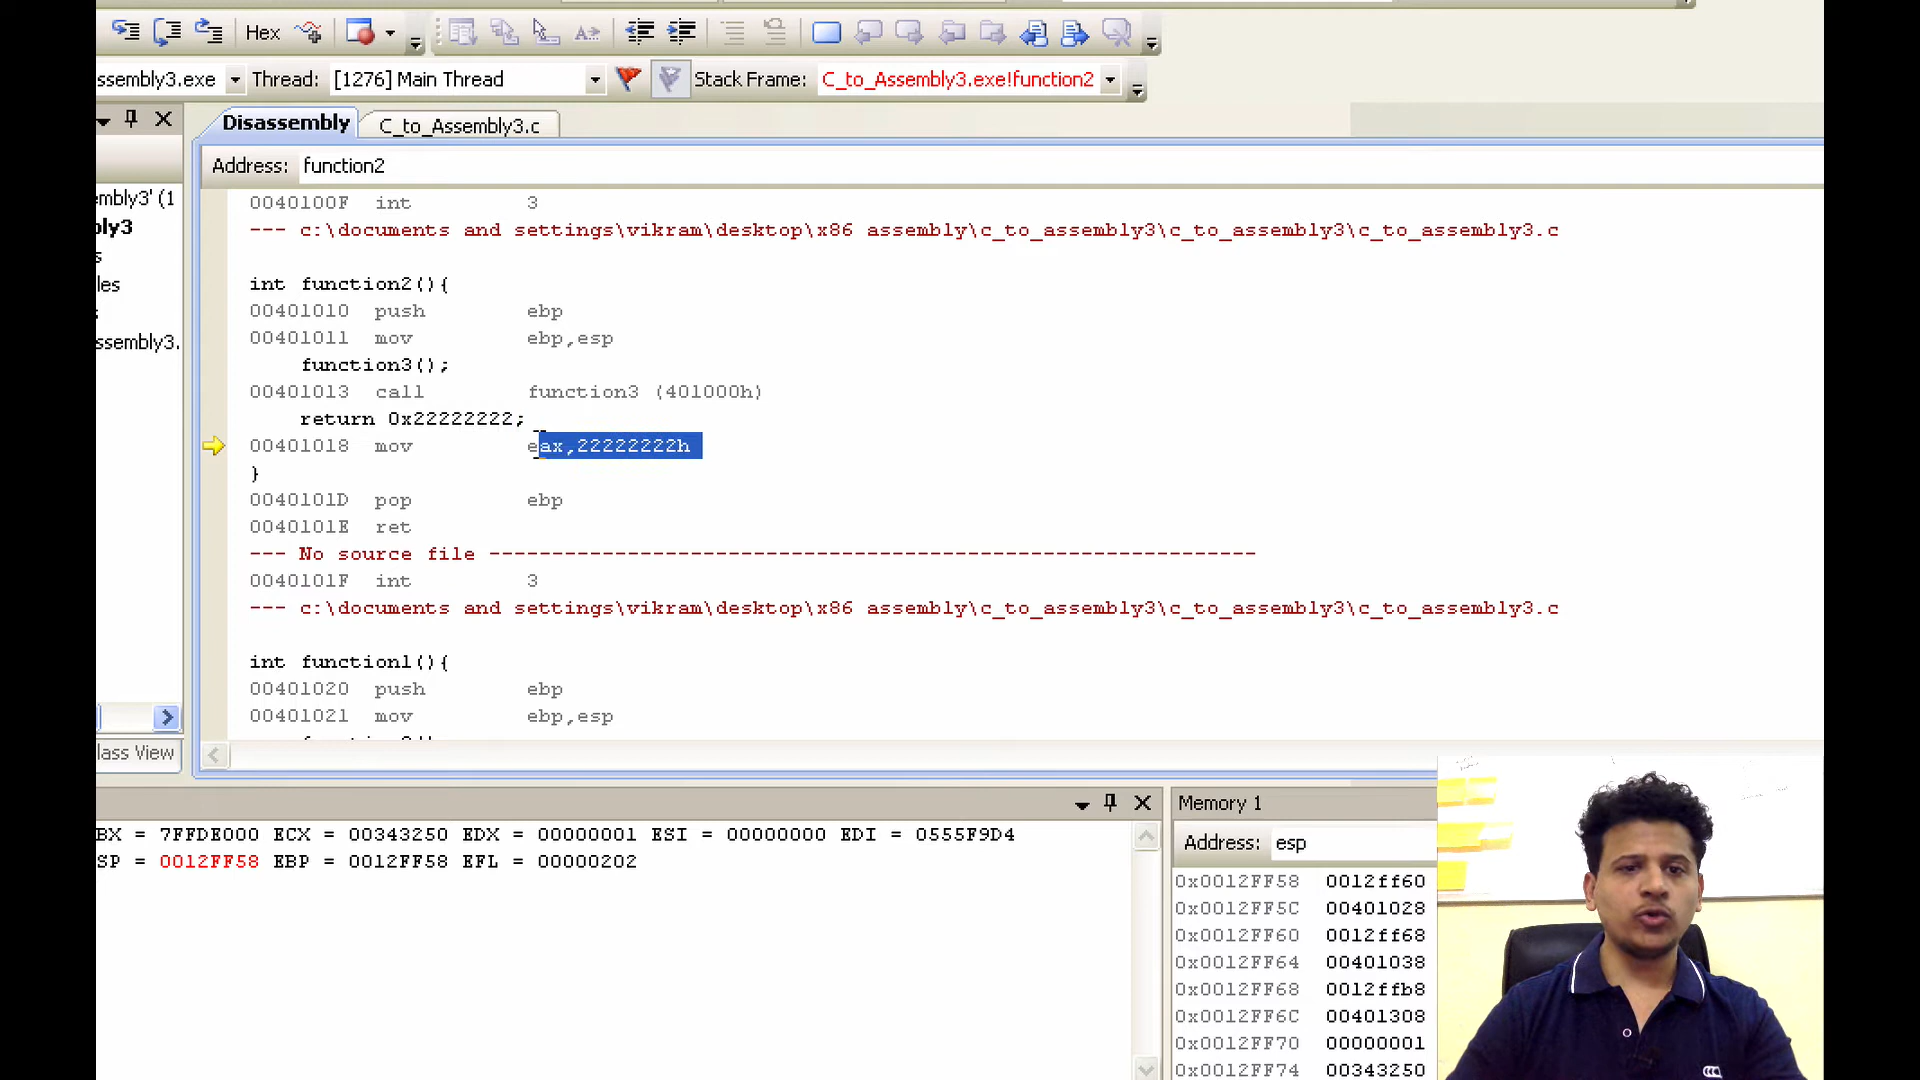 Hex
ssembly3.exe Thread: [1276] Main Thread Stack Frame: C_to_Assembly3.exe!function2
Disassembly C_to_Assembly3.c
Address: function2
embly3' (1
bly3
s
les
ssembly3.
lass View
0040100F int 3
--- c:\documents and settings\vikram\desktop\x86 assembly\c_to_assembly3\c_to_assembly3\c_to_assembly3.c
int function2(){
00401010 push ebp
00401011 mov ebp,esp
function3();
00401013 call function3 (401000h)
return 0x22222222;
00401018 mov eax,22222222h
}
0040101D pop ebp
0040101E ret
--- No source file -------------------------------------------------------------
0040101F int 3
--- c:\documents and settings\vikram\desktop\x86 assembly\c_to_assembly3\c_to_assembly3\c_to_assembly3.c
int function1(){
00401020 push ebp
00401021 mov ebp,esp
BX = 7FFDE000 ECX = 00343250 EDX = 00000001 ESI = 00000000 EDI = 0555F9D4
SP = 0012FF58 EBP = 0012FF58 EFL = 00000202
Memory 1
Address: esp
0x0012FF58 0012ff60
0x0012FF5C 00401028
0x0012FF60 0012ff68
0x0012FF64 00401038
0x0012FF68 0012ffb8
0x0012FF6C 00401308
0x0012FF70 00000001
0x0012FF74 00343250